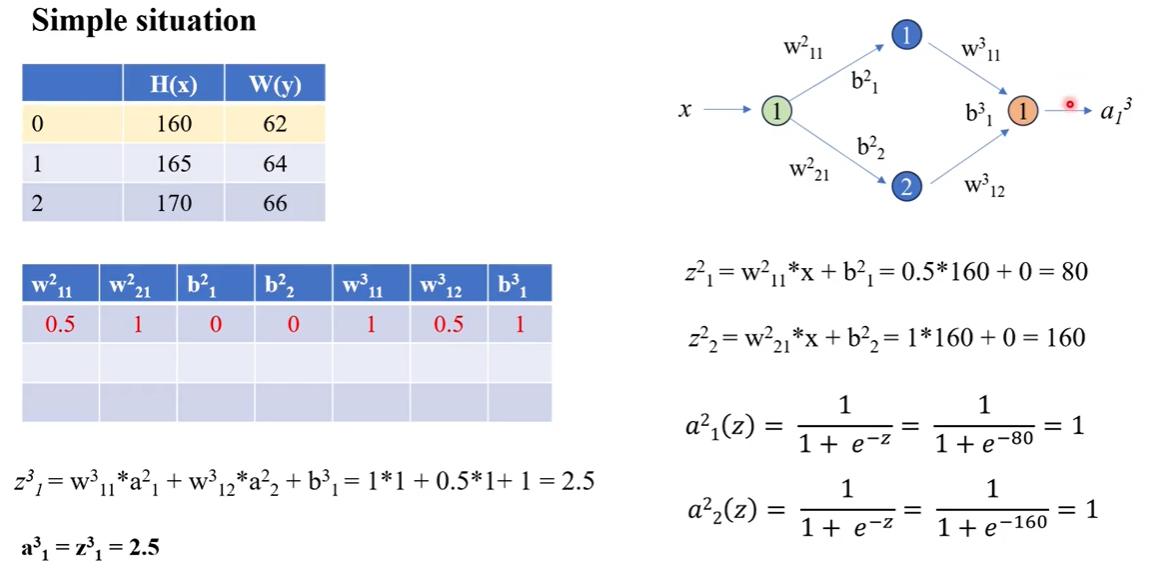 Simple situation
H(x) W(y)
0 160 62
1 165 64
2 170 66
w²₁₁ w²₂₁ b²₁ b²₂ w³₁₁ w³₁₂ b³₁
0.5 1 0 0 1 0.5 1
z³₁ = w³₁₁*a²₁ + w³₁₂*a²₂ + b³₁ = 1*1 + 0.5*1+ 1 = 2.5
a³₁ = z³₁ = 2.5
w²₁₁ 1 w³₁₁
b²₁
x 1 b³₁ 1 a₁³
b²₂
w²₂₁ 2 w³₁₂
z²₁ = w²₁₁*x + b²₁ = 0.5*160 + 0 = 80
z²₂ = w²₂₁*x + b²₂ = 1*160 + 0 = 160
a²₁(z) = 1 / (1 + e⁻ᶻ) = 1 / (1 + e⁻⁸⁰) = 1
a²₂(z) = 1 / (1 + e⁻ᶻ) = 1 / (1 + e⁻¹⁶⁰) = 1